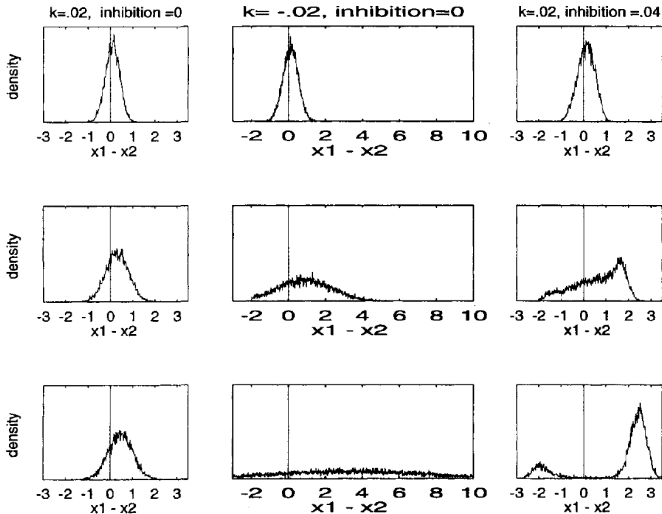 k=.02, inhibition =0
k= -.02, inhibition=0
k=.02, inhibition =.04
density
-3 -2 -1 0 1 2 3
x1 - x2
-2 0 2 4 6 8 10
x1 - x2
-3 -2 -1 0 1 2 3
x1 - x2
density
-3 -2 -1 0 1 2 3
x1 - x2
-2 0 2 4 6 8 10
x1 - x2
-3 -2 -1 0 1 2 3
x1 - x2
density
-3 -2 -1 0 1 2 3
x1 - x2
-2 0 2 4 6 8 10
x1 - x2
-3 -2 -1 0 1 2 3
x1 - x2